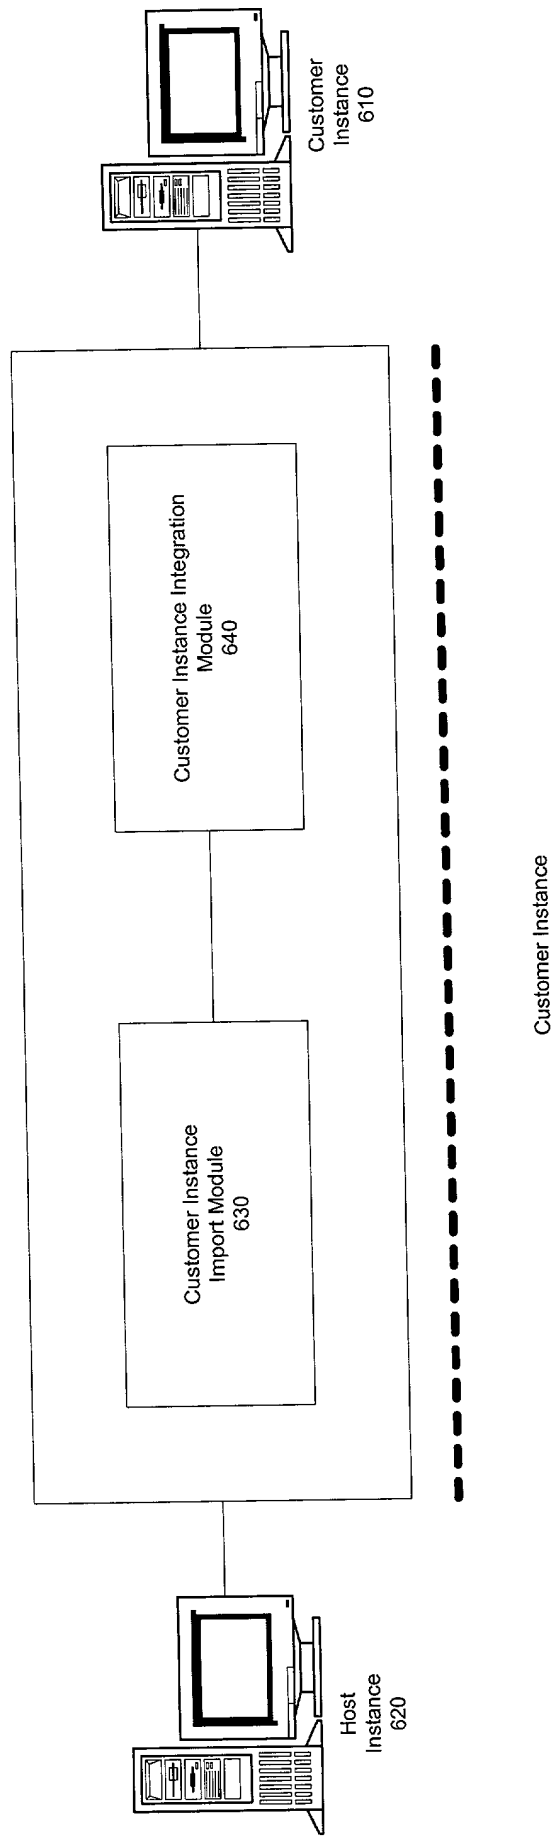 Host
Instance
620
Customer Instance
Import Module
630
Customer Instance Integration
Module
640
Customer
Instance
610
Customer Instance